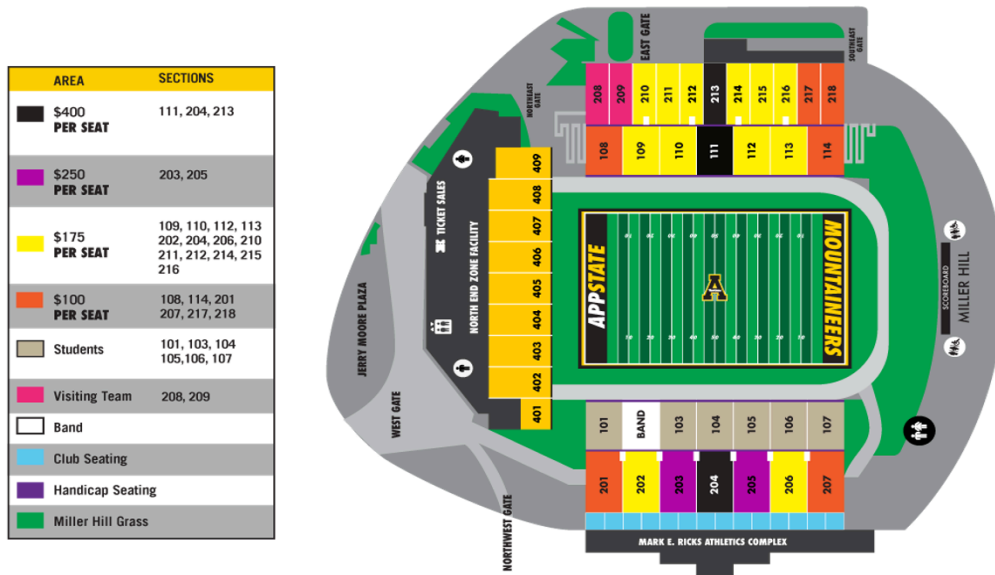 AREA SECTIONS
$400 111, 204, 213
PER SEAT
$250 203, 205
PER SEAT
109, 110, 112, 113
$175 202, 204, 206, 210
PER SEAT 211, 212, 214, 215
216
$100 108, 114, 201
PER SEAT 207, 217, 218
Students 101, 103, 104
105,106, 107
Visiting Team 208, 209
Band
Club Seating
Handicap Seating
Miller Hill Grass
EAST GATE
SOUTHEAST GATE
NORTHEAST GATE
208 209 210 211 212 213 214 215 216 217 218
108 109 110 111 112 113 114
409
408
407
406
405
404
403
402
401
TICKET SALES
NORTH END ZONE FACILITY
JERRY MOORE PLAZA
WEST GATE
NORTHWEST GATE
APPSTATE
A
MOUNTAINEERS
SCOREBOARD
MILLER HILL
101 BAND 103 104 105 106 107
201 202 203 204 205 206 207
MARK E. RICKS ATHLETICS COMPLEX